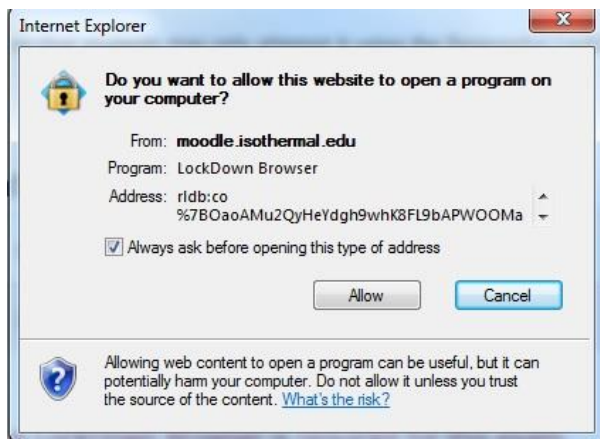 Internet Explorer
Do you want to allow this website to open a program on
your computer?
From: moodle.isothermal.edu
Program: LockDown Browser
Address: rldb:co
%7BOaoAMu2QyHeYdgh9whK8FL9bAPWOOMa
Always ask before opening this type of address
Allow
Cancel
Allowing web content to open a program can be useful, but it can
potentially harm your computer. Do not allow it unless you trust
the source of the content. What's the risk?